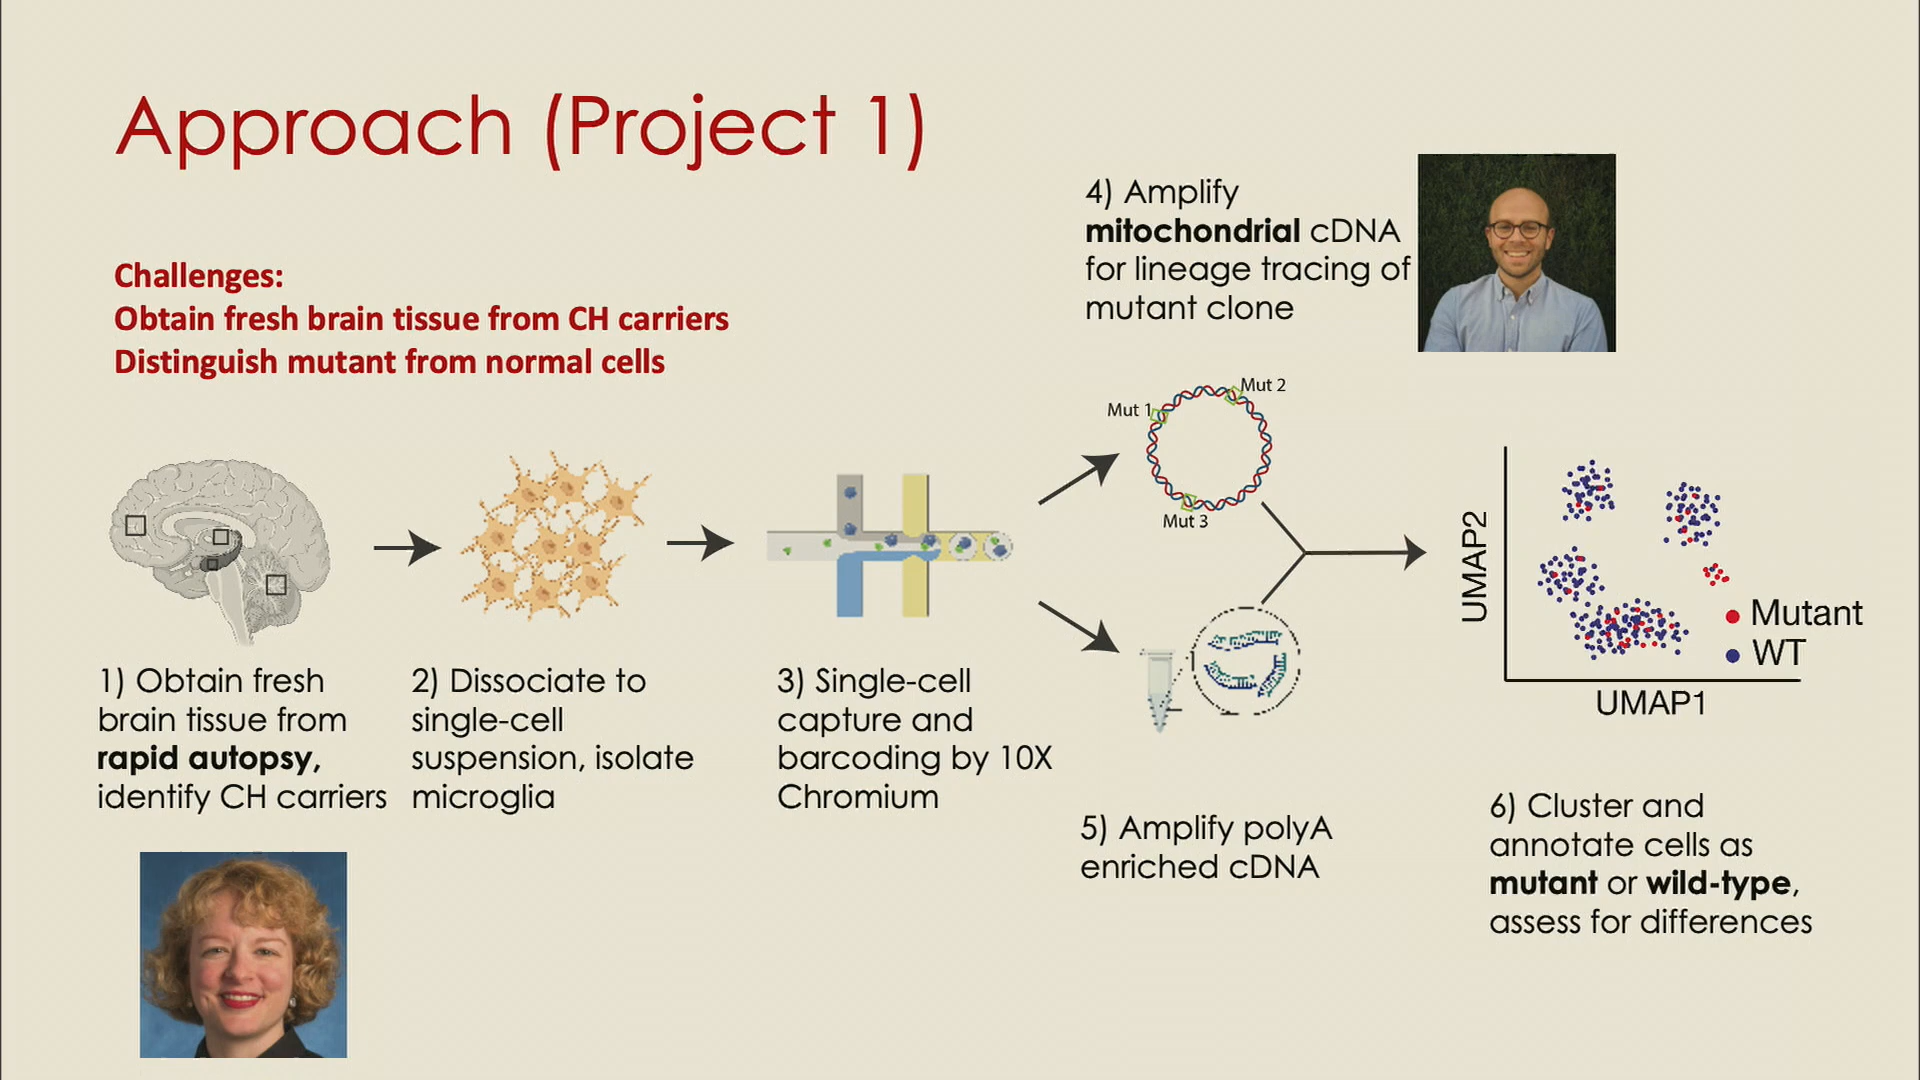 Approach (Project 1)
Challenges:
Obtain fresh brain tissue from CH carriers
Distinguish mutant from normal cells
1) Obtain fresh
brain tissue from
rapid autopsy,
identify CH carriers
2) Dissociate to
single-cell
suspension, isolate
microglia
3) Single-cell
capture and
barcoding by 10X
Chromium
4) Amplify
mitochondrial cDNA
for lineage tracing of
mutant clone
Mut 1
Mut 2
Mut 3
5) Amplify polyA
enriched cDNA
UMAP2
Mutant
WT
UMAP1
6) Cluster and
annotate cells as
mutant or wild-type,
assess for differences